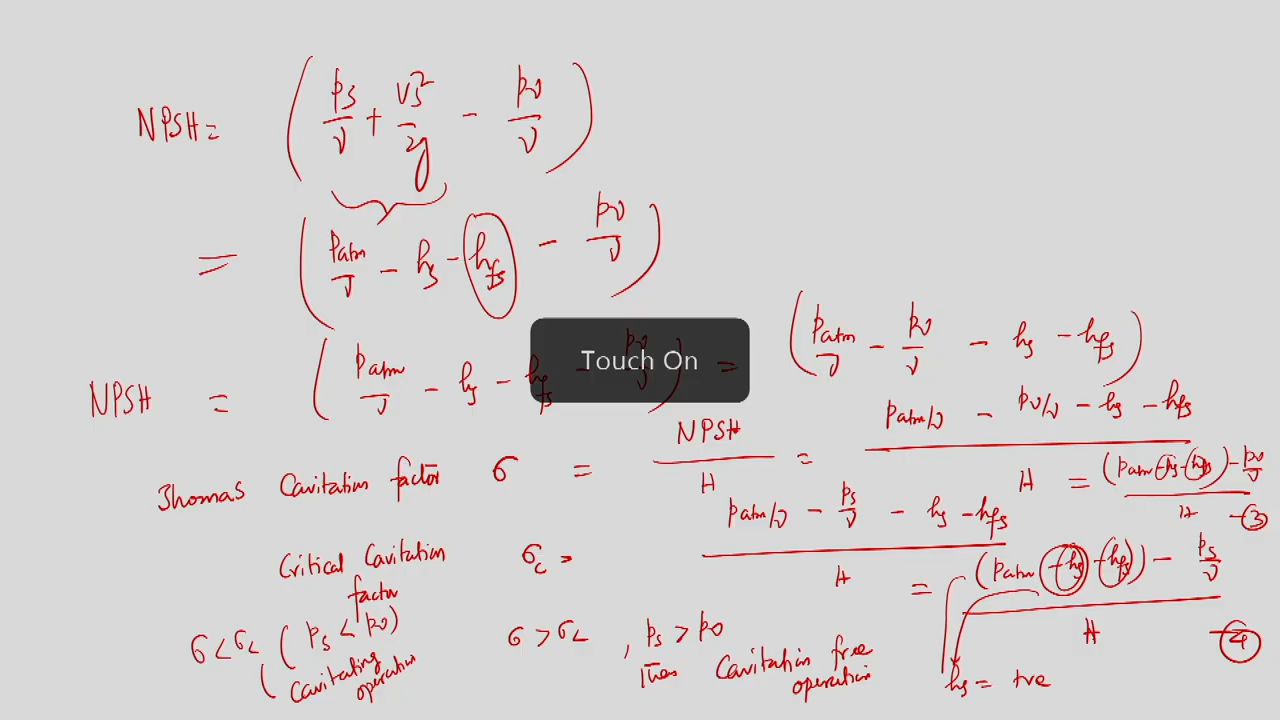 NPSH = ( ps/γ + Vs²/2g - pv/γ )
= ( Patm/γ - hs - hfs - pv/γ )
NPSH = ( Patm/γ - hs - hfs - pv/γ ) = ( Patm/γ - pv/γ - hs - hfs )
Touch On
Thomas Cavitation factor σ = NPSH/H = (Patm/γ - pv/γ - hs - hfs)/H = ((Patm - hs - hfs) - pv/γ)/H -③
Critical Cavitation factor σc = (Patm/γ - ps/γ - hs - hfs)/H
= ((Patm - hs - hfs) - ps/γ)/H -④
σ < σc ( ps < pv)
(Cavitating operation
σ > σc , ps > pv
Then Cavitation free operation
hs = +ve